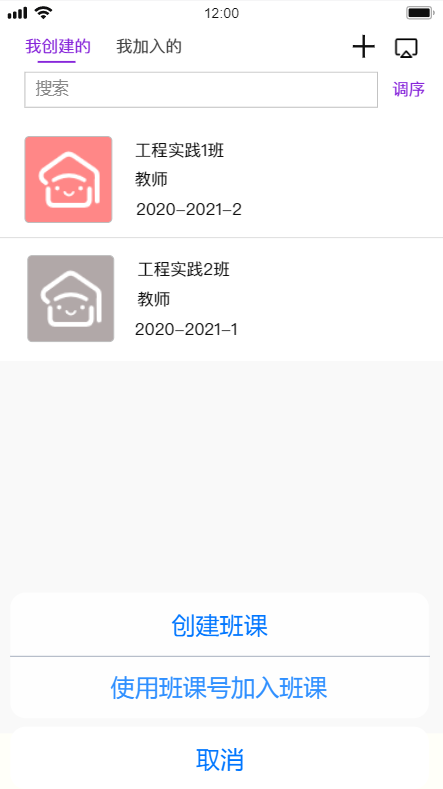 12:00
我创建的 我加入的
搜索 调序
工程实践1班
教师
2020-2021-2
工程实践2班
教师
2020-2021-1
创建班课
使用班课号加入班课
取消